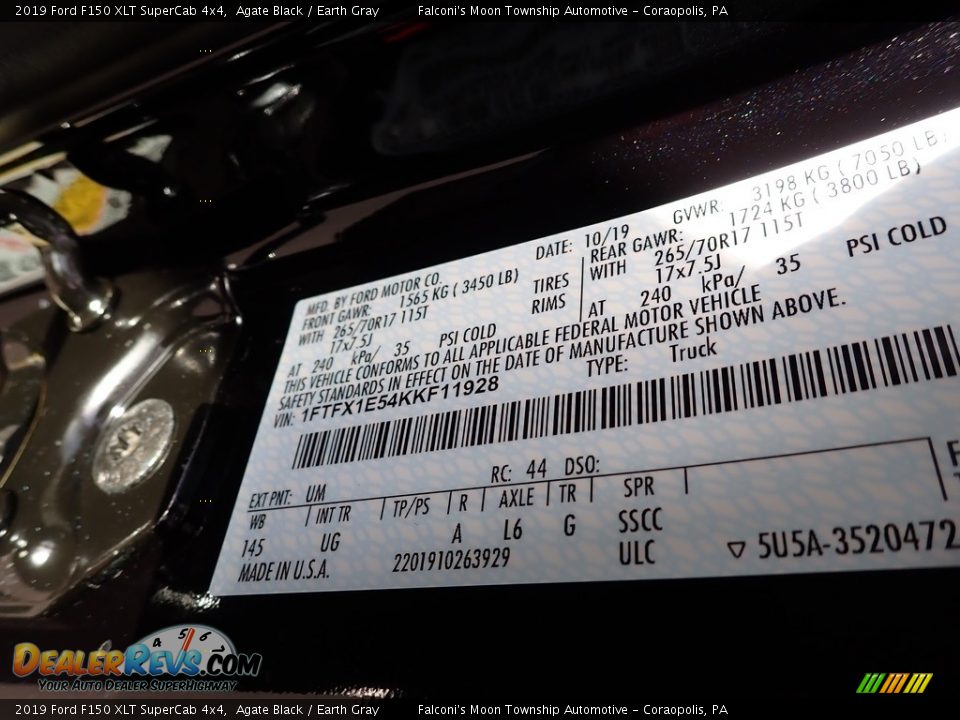 2019 Ford F150 XLT SuperCab 4x4, Agate Black / Earth Gray Falconi's Moon Township Automotive - Coraopolis, PA
MFD. BY FORD MOTOR CO. DATE: 10/19 GVWR: 3198 KG ( 7050 LB)
FRONT GAWR: 1565 KG ( 3450 LB) REAR GAWR: 1724 KG ( 3800 LB)
WITH 265/70R17 115T TIRES WITH 265/70R17 115T
17x7.5J RIMS 17x7.5J
AT 240 kPa/ 35 PSI COLD AT 240 kPa/ 35 PSI COLD
THIS VEHICLE CONFORMS TO ALL APPLICABLE FEDERAL MOTOR VEHICLE
SAFETY STANDARDS IN EFFECT ON THE DATE OF MANUFACTURE SHOWN ABOVE.
VIN: 1FTFX1E54KKF11928 TYPE: Truck
EXT PNT: UM RC: 44 DSO:
WB INT TR TP/PS R AXLE TR SPR
145 UG A L6 G SSCC
MADE IN U.S.A. 2201910263929 ULC 5U5A-3520472
DEALERREVS.COM
4 5 6
YOUR AUTO DEALER SUPERHIGHWAY
2019 Ford F150 XLT SuperCab 4x4, Agate Black / Earth Gray Falconi's Moon Township Automotive - Coraopolis, PA